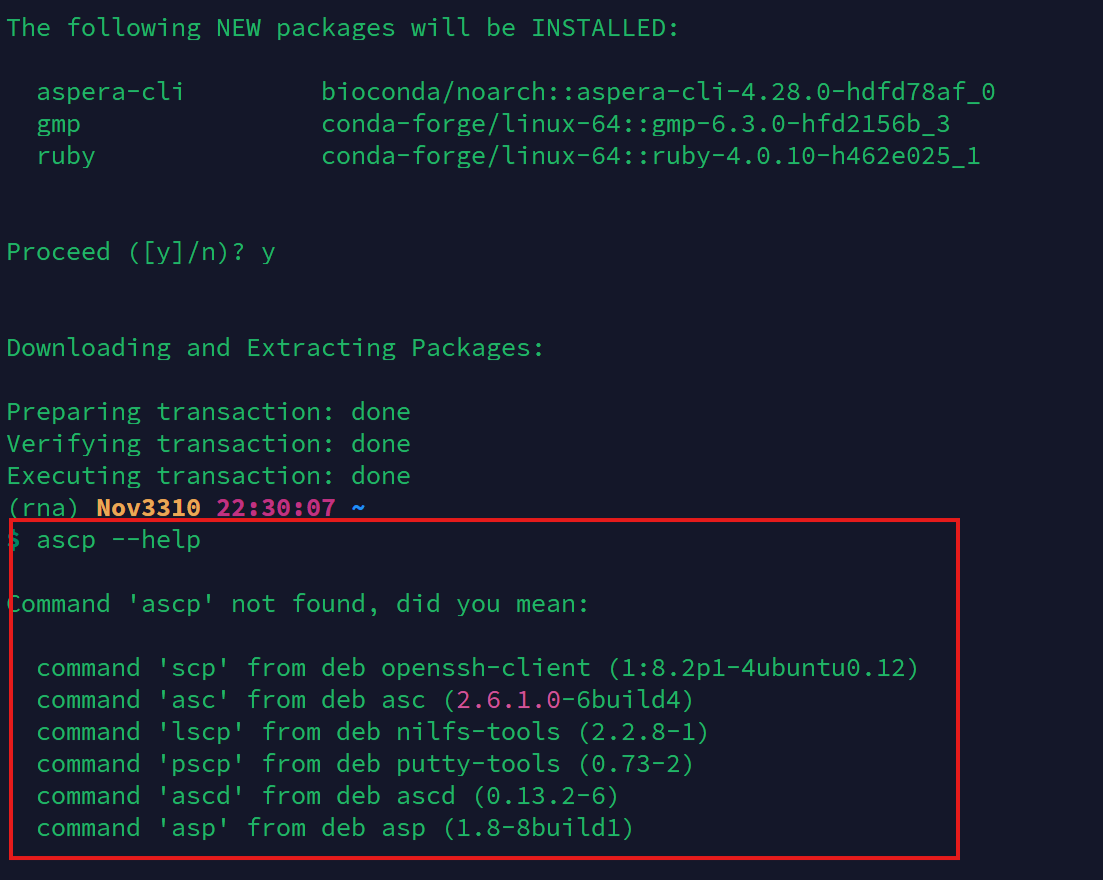 The following NEW packages will be INSTALLED:
aspera-cli bioconda/noarch::aspera-cli-4.28.0-hdfd78af_0
gmp conda-forge/linux-64::gmp-6.3.0-hfd2156b_3
ruby conda-forge/linux-64::ruby-4.0.10-h462e025_1
Proceed ([y]/n)? y
Downloading and Extracting Packages:
Preparing transaction: done
Verifying transaction: done
Executing transaction: done
(rna) Nov3310 22:30:07 ~
$ ascp --help
Command 'ascp' not found, did you mean:
command 'scp' from deb openssh-client (1:8.2p1-4ubuntu0.12)
command 'asc' from deb asc (2.6.1.0-6build4)
command 'lscp' from deb nilfs-tools (2.2.8-1)
command 'pscp' from deb putty-tools (0.73-2)
command 'ascd' from deb ascd (0.13.2-6)
command 'asp' from deb asp (1.8-8build1)